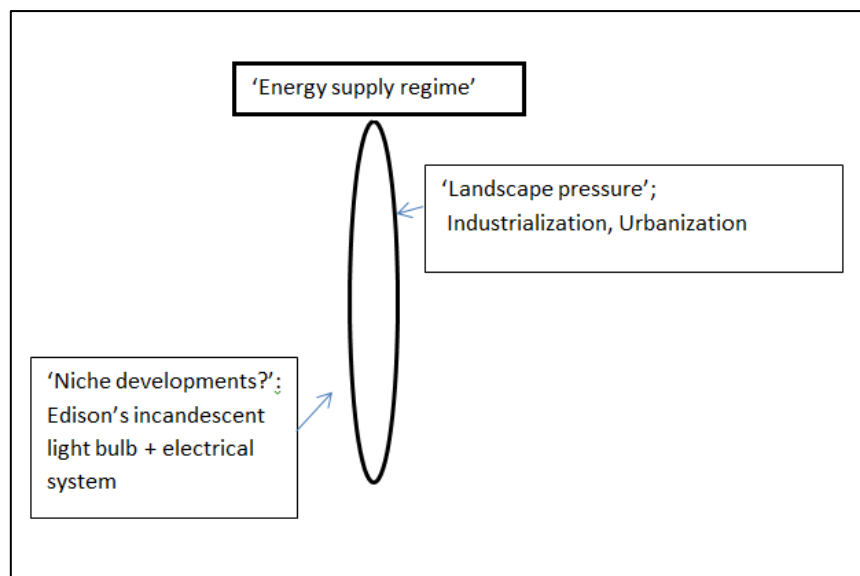 ‘Energy supply regime’
‘Landscape pressure’;
Industrialization, Urbanization
‘Niche developments?’:
Edison’s incandescent
light bulb + electrical
system